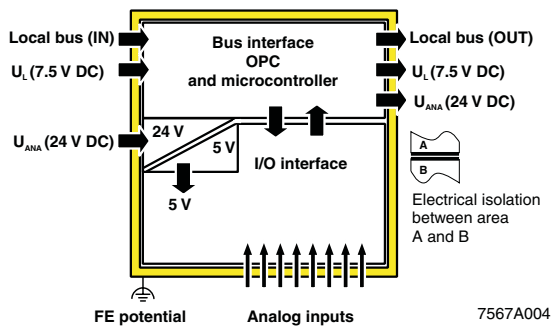 Local bus (IN)
UL (7.5 V DC)
UANA (24 V DC)
Bus interface
OPC
and microcontroller
Local bus (OUT)
UL (7.5 V DC)
UANA (24 V DC)
24 V
5 V
5 V
I/O interface
A
B
Electrical isolation
between area
A and B
FE potential
Analog inputs
7567A004